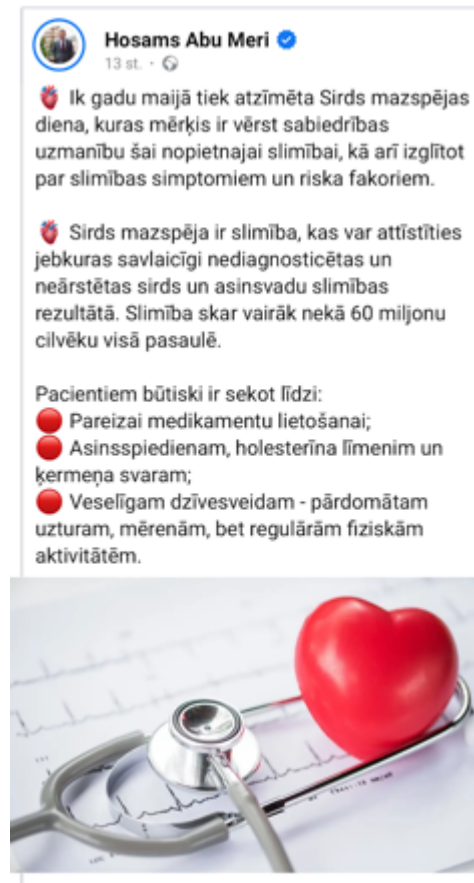 Hosams Abu Meri
13 st.
Ik gadu maijā tiek atzīmēta Sirds mazspējas
diena, kuras mērķis ir vērst sabiedrības
uzmanību šai nopietnajai slimībai, kā arī izglītot
par slimības simptomiem un riska fakoriem.
Sirds mazspēja ir slimība, kas var attīstīties
jebkuras savlaicīgi nediagnosticētas un
neārstētas sirds un asinsvadu slimības
rezultātā. Slimība skar vairāk nekā 60 miljonu
cilvēku visā pasaulē.
Pacientiem būtiski ir sekot līdzi:
Pareizai medikamentu lietošanai;
Asinsspiedienam, holesterīna līmenim un
ķermeņa svaram;
Veselīgam dzīvesveidam - pārdomātam
uzturam, mērenām, bet regulārām fiziskām
aktivitātēm.